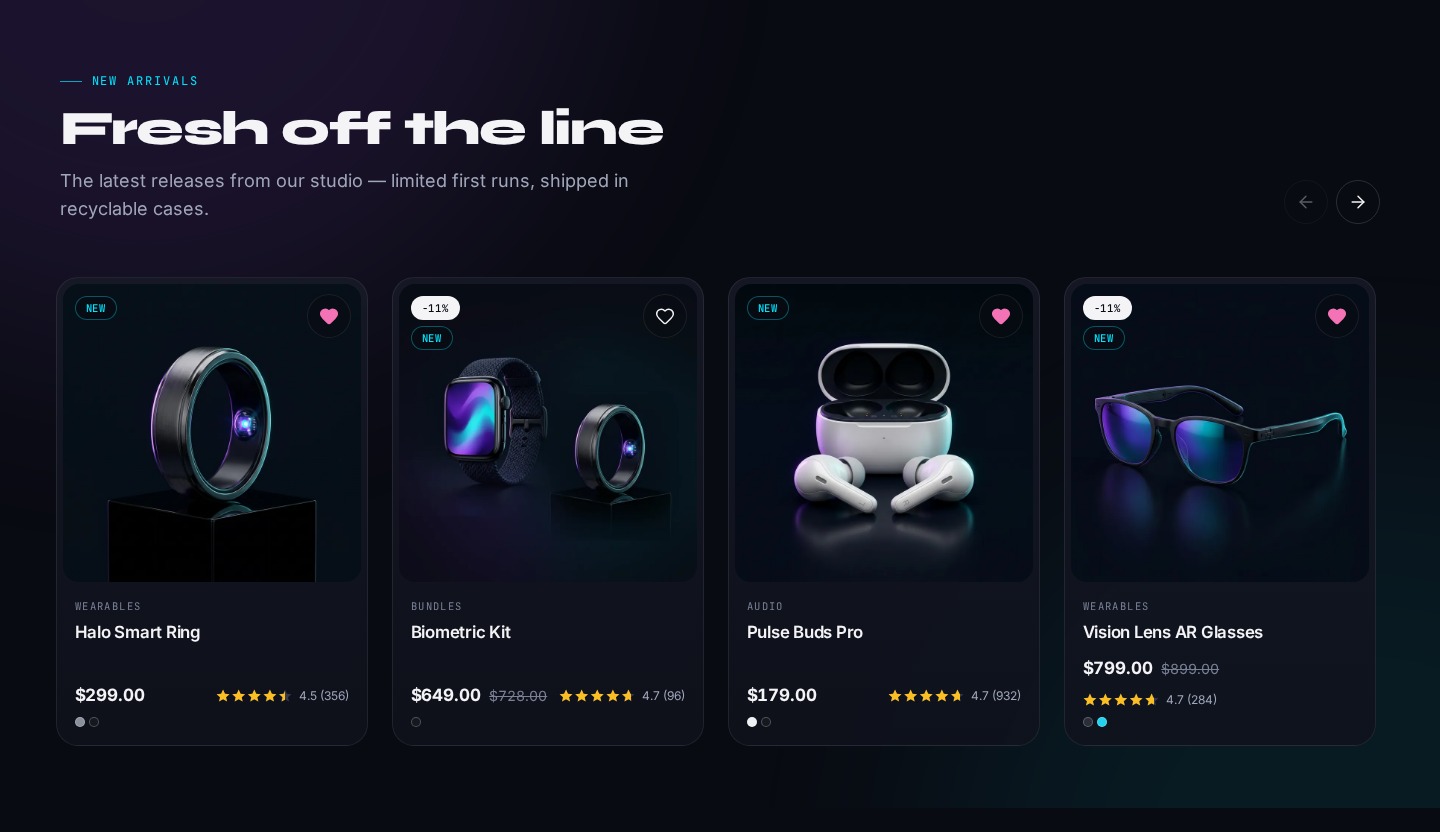 NEW ARRIVALS
Fresh off the line
The latest releases from our studio — limited first runs, shipped in
recyclable cases.
NEW
WEARABLES
Halo Smart Ring
$299.00
4.5 (356)
-11%
NEW
BUNDLES
Biometric Kit
$649.00 $728.00
4.7 (96)
NEW
AUDIO
Pulse Buds Pro
$179.00
4.7 (932)
-11%
NEW
WEARABLES
Vision Lens AR Glasses
$799.00 $899.00
4.7 (284)